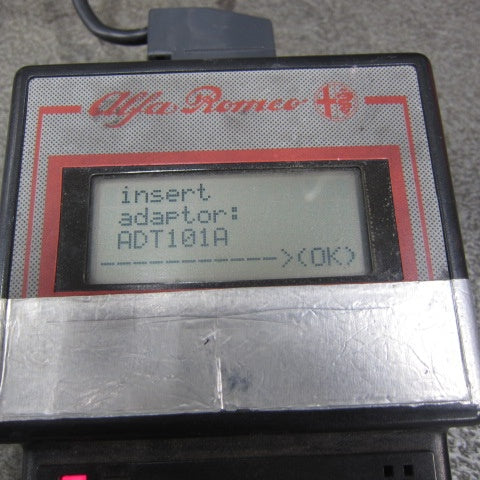 Alfa Romeo
insert
adaptor:
ADT101A
------------>(OK)